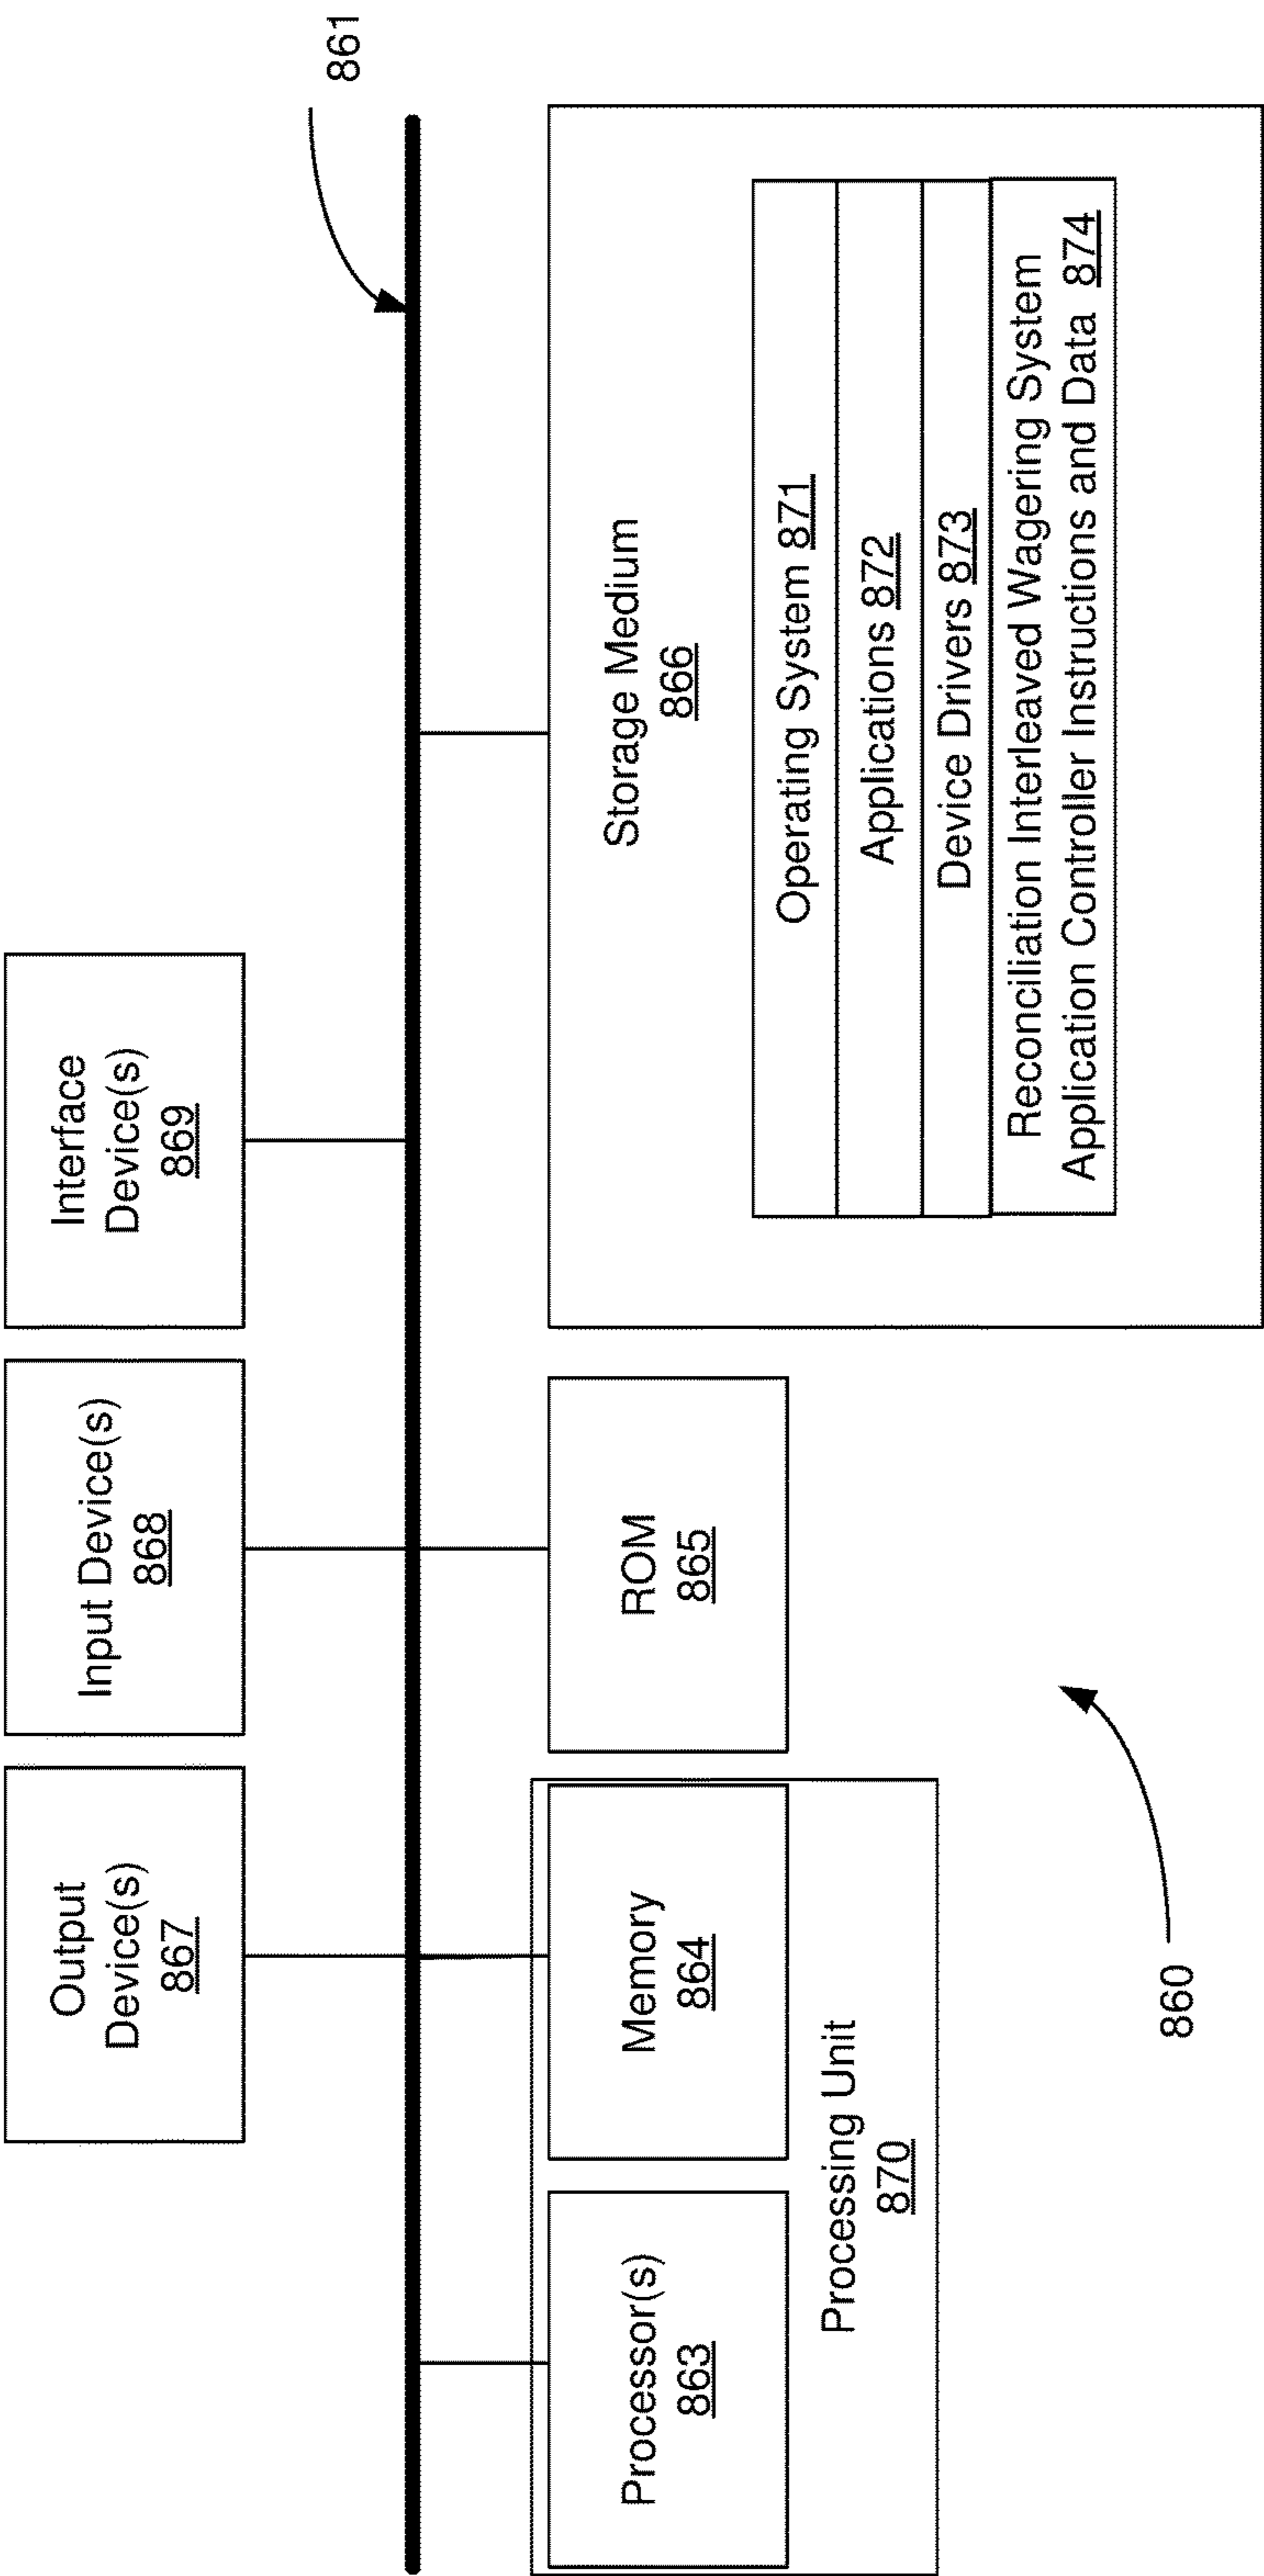 861
Output
Device(s)
867
Input Device(s)
868
Interface
Device(s)
869
Processor(s)
863
Memory
864
Processing Unit
870
ROM
865
Storage Medium
866
Operating System 871
Applications 872
Device Drivers 873
Reconciliation Interleaved Wagering System
Application Controller Instructions and Data 874
860